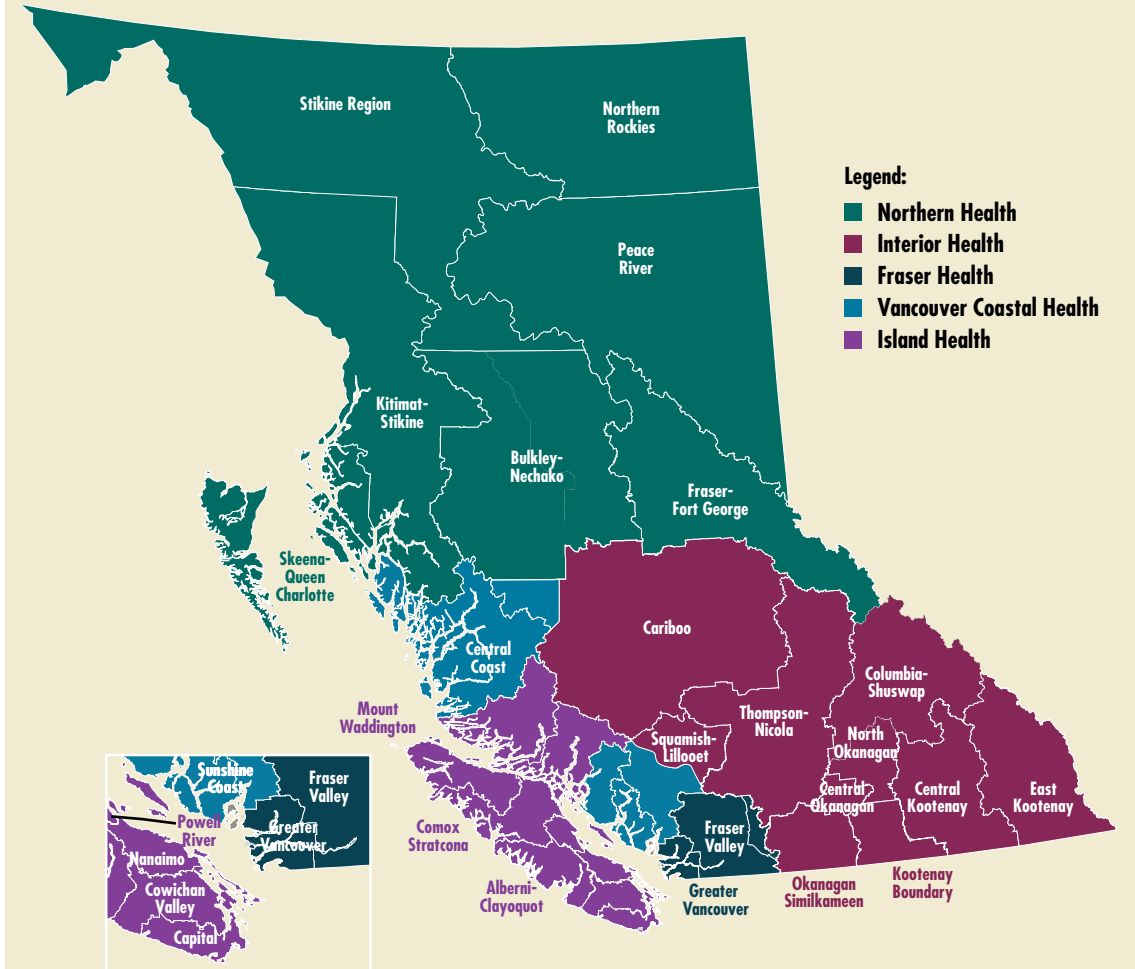 Stikine Region
Northern
Rockies
Legend:
Northern Health
Interior Health
Fraser Health
Vancouver Coastal Health
Island Health
Peace
River
Kitimat-
Stikine
Bulkley-
Nechako
Fraser-
Fort George
Skeena-
Queen
Charlotte
Cariboo
Central
Coast
Columbia-
Shuswap
Mount
Waddington
Thompson-
Nicola
Squamish-
Lillooet
North
Okanagan
Central
Okanagan
Central
Kootenay
East
Kootenay
Comox
Stratcona
Fraser
Valley
Alberni-
Clayoquot
Greater
Vancouver
Okanagan
Similkameen
Kootenay
Boundary
Sunshine
Coast
Fraser
Valley
Powell
River
Greater
Vancouver
Nanaimo
Cowichan
Valley
Capital